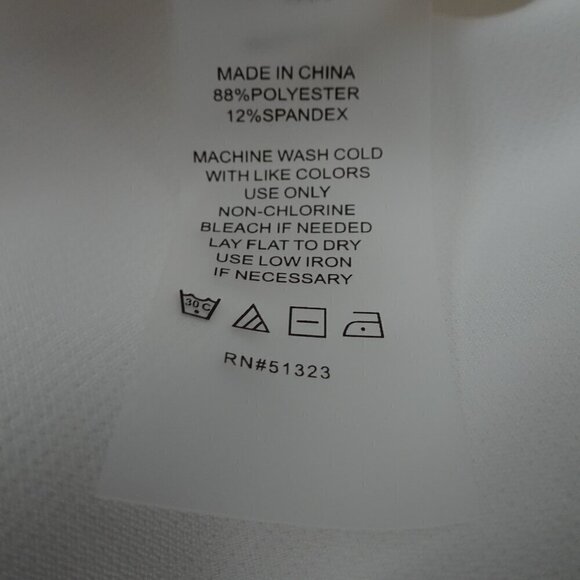 MADE IN CHINA
88%POLYESTER
12%SPANDEX
MACHINE WASH COLD
WITH LIKE COLORS
USE ONLY
NON-CHLORINE
BLEACH IF NEEDED
LAY FLAT TO DRY
USE LOW IRON
IF NECESSARY
30C
RN#51323